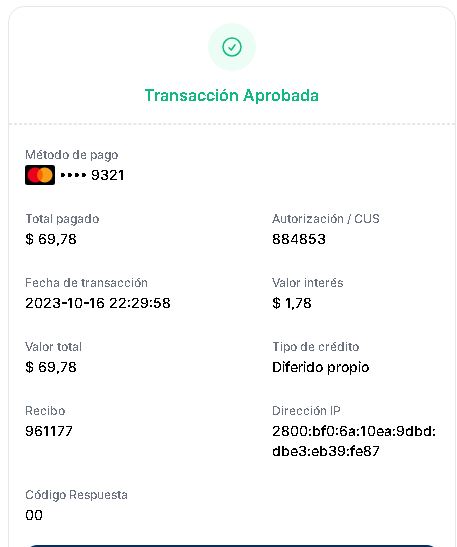 Transacción Aprobada
Método de pago
•••• 9321
Total pagado
$ 69,78
Autorización / CUS
884853
Fecha de transacción
2023-10-16 22:29:58
Valor interés
$ 1,78
Valor total
$ 69,78
Tipo de crédito
Diferido propio
Recibo
961177
Dirección IP
2800:bf0:6a:10ea:9dbd:
dbe3:eb39:fe87
Código Respuesta
00